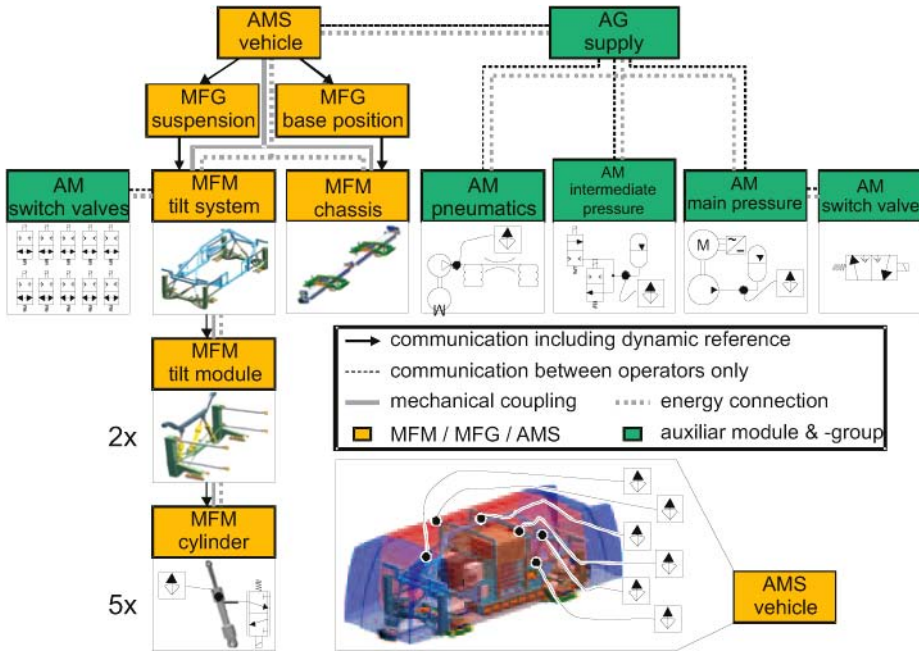 AMS
vehicle
AG
supply
MFG
suspension
MFG
base position
AM
switch valves
MFM
tilt system
MFM
chassis
AM
pneumatics
AM
intermediate
pressure
AM
main pressure
AM
switch valve
M
M
MFM
tilt module
2x
MFM
cylinder
5x
communication including dynamic reference
communication between operators only
mechanical coupling
energy connection
MFM / MFG / AMS
auxiliar module & -group
AMS
vehicle